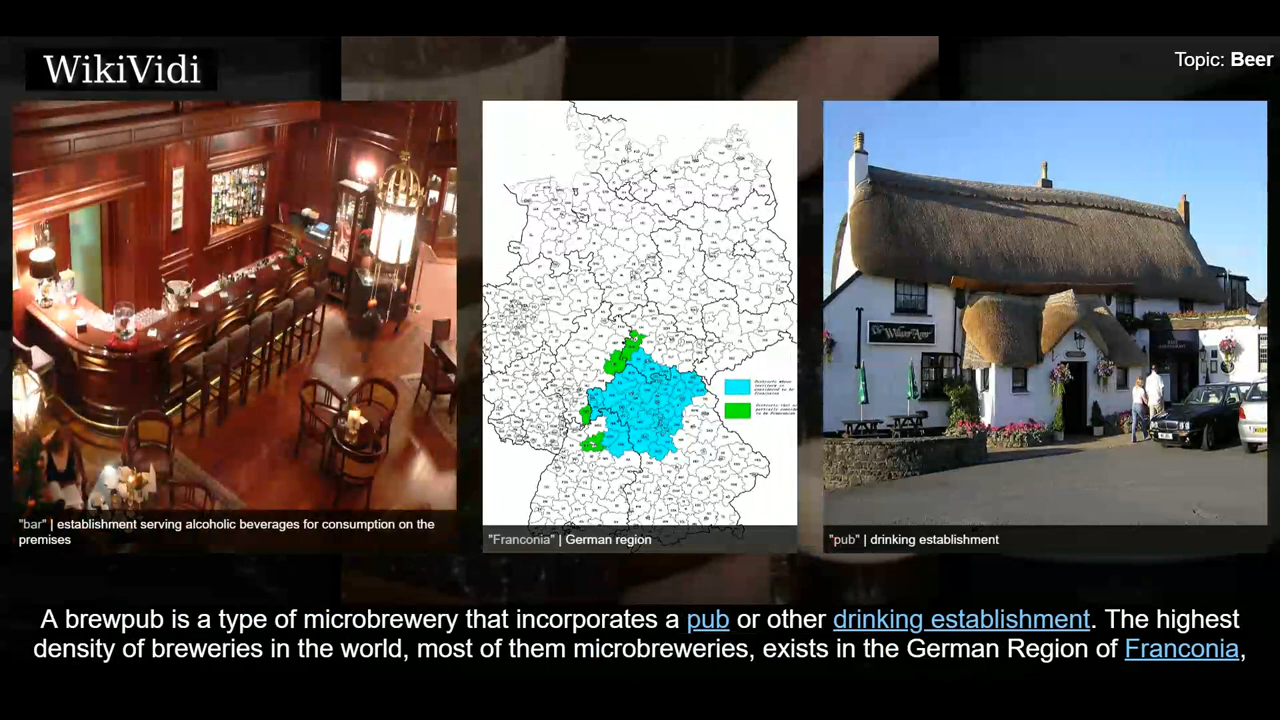 WikiVidi
Topic: Beer
"bar" | establishment serving alcoholic beverages for consumption on the
premises
"Franconia" | German region
"pub" | drinking establishment
A brewpub is a type of microbrewery that incorporates a pub or other drinking establishment. The highest
density of breweries in the world, most of them microbreweries, exists in the German Region of Franconia,